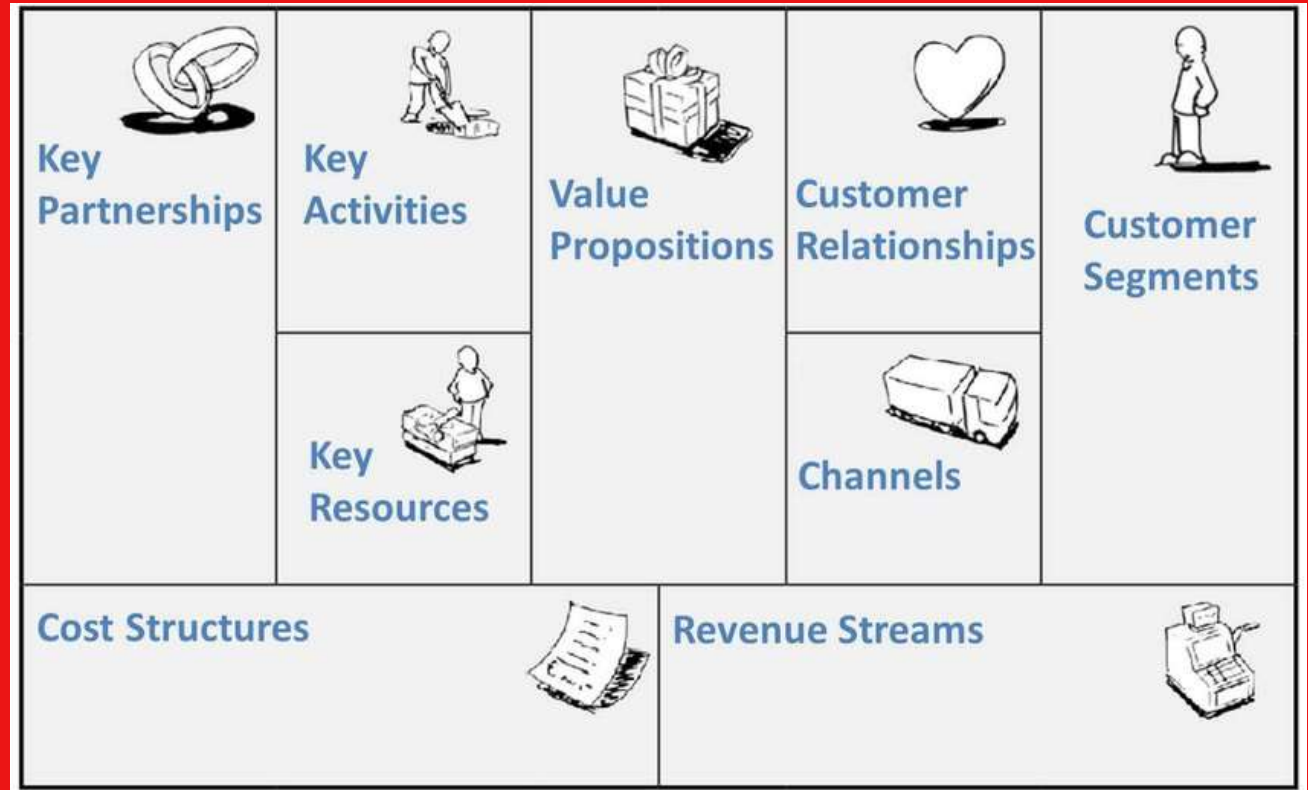 Key
Partnerships
Key
Activities
Key
Resources
Value
Propositions
Customer
Relationships
Channels
Customer
Segments
Cost Structures
Revenue Streams